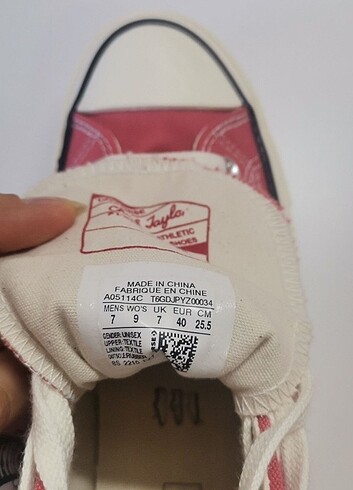 Taylor
ATHLETIC
SHOES
MADE IN CHINA
FABRIQUE EN CHINE
A05114C T6GDJPYZ00034
MENS WO'S UK EUR CM
7 9 7 40 25.5
GENDER: UNISEX
UPPER: TEXTILE
LINING: TEXTILE